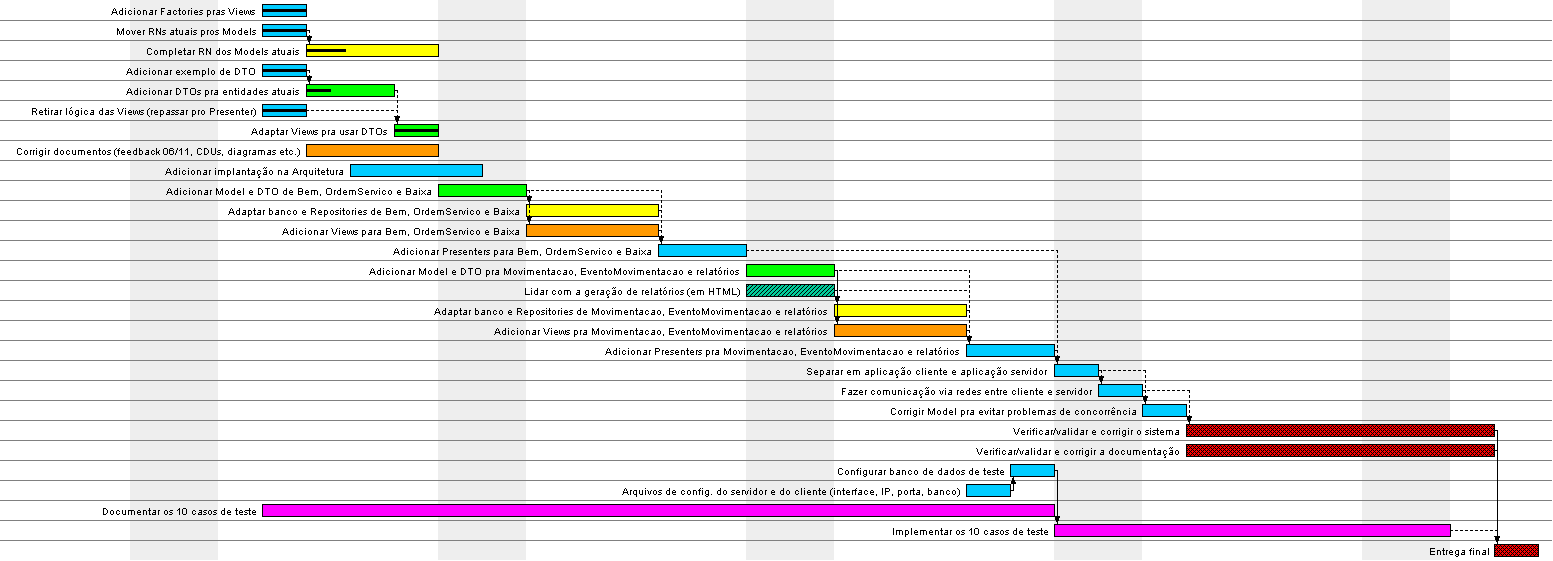 Adicionar Factories pras Views
Mover RNs atuais pros Models
Completar RN dos Models atuais
Adicionar exemplo de DTO
Adicionar DTOs pra entidades atuais
Retirar lógica das Views (repassar pro Presenter)
Adaptar Views pra usar DTOs
Corrigir documentos (feedback 06/11, CDUs, diagramas etc.)
Adicionar implantação na Arquitetura
Adicionar Model e DTO de Bem, OrdemServico e Baixa
Adaptar banco e Repositories de Bem, OrdemServico e Baixa
Adicionar Views para Bem, OrdemServico e Baixa
Adicionar Presenters para Bem, OrdemServico e Baixa
Adicionar Model e DTO pra Movimentacao, EventoMovimentacao e relatórios
Lidar com a geração de relatórios (em HTML)
Adaptar banco e Repositories de Movimentacao, EventoMovimentacao e relatórios
Adicionar Views pra Movimentacao, EventoMovimentacao e relatórios
Adicionar Presenters pra Movimentacao, EventoMovimentacao e relatórios
Separar em aplicação cliente e aplicação servidor
Fazer comunicação via redes entre cliente e servidor
Corrigir Model pra evitar problemas de concorrência
Verificar/validar e corrigir o sistema
Verificar/validar e corrigir a documentação
Configurar banco de dados de teste
Arquivos de config. do servidor e do cliente (interface, IP, porta, banco)
Documentar os 10 casos de teste
Implementar os 10 casos de teste
Entrega final